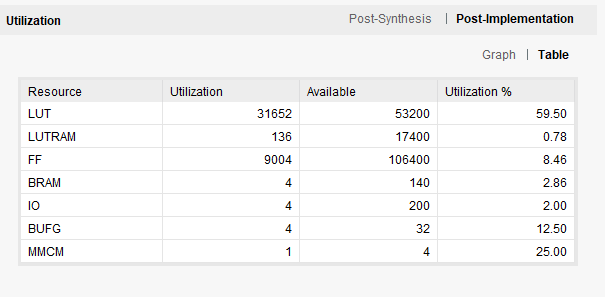 Utilization Post-Synthesis | Post-Implementation
Graph | Table
Resource Utilization Available Utilization %
LUT 31652 53200 59.50
LUTRAM 136 17400 0.78
FF 9004 106400 8.46
BRAM 4 140 2.86
IO 4 200 2.00
BUFG 4 32 12.50
MMCM 1 4 25.00